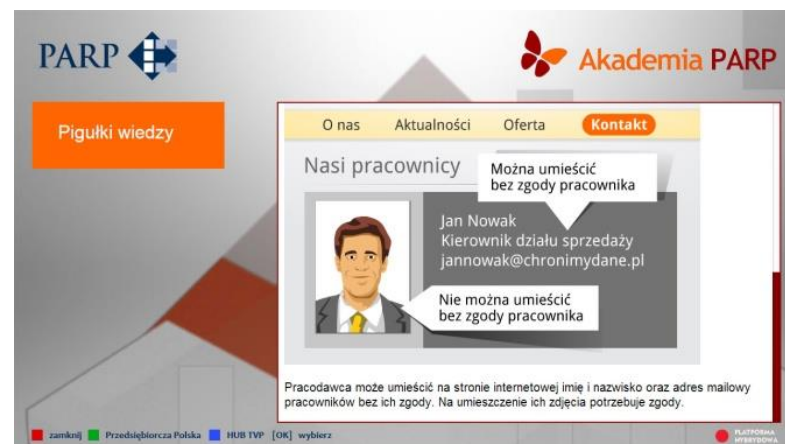 PARP
Akademia PARP
Pigułki wiedzy
O nas Aktualności Oferta Kontakt
Nasi pracownicy
Można umieścić
bez zgody pracownika
Jan Nowak
Kierownik działu sprzedaży
jannowak@chronimydane.pl
Nie można umieścić
bez zgody pracownika
Pracodawca może umieścić na stronie internetowej imię i nazwisko oraz adres mailowy
pracowników bez ich zgody. Na umieszczenie ich zdjęcia potrzebuje zgody.
zamknij Przedsiębiorcza Polska HUB TVP [OK] wybierz
PLATFORMA
HYBRYDOWA